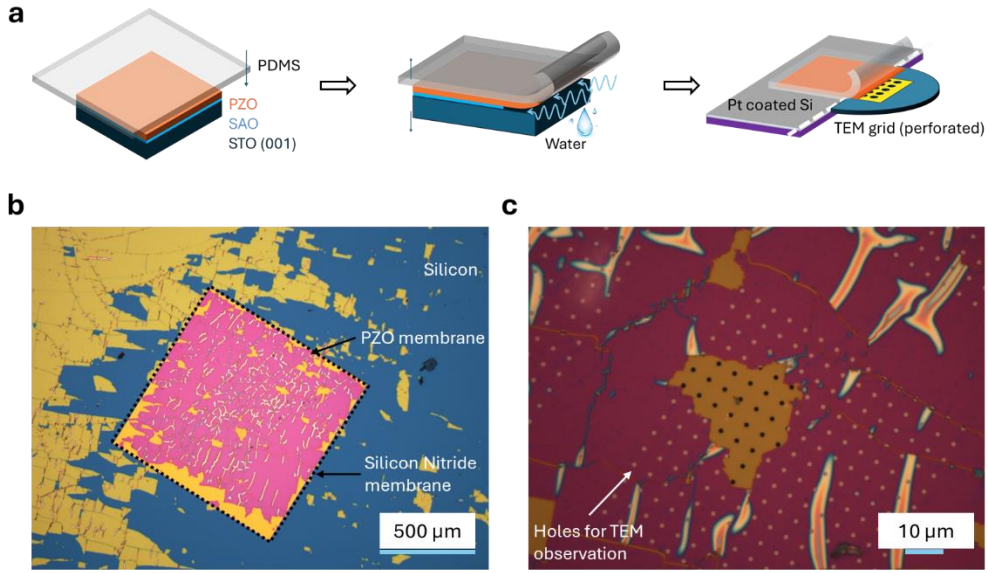 a
PDMS
PZO
SAO
STO (001)
Water
Pt coated Si
TEM grid (perforated)
b
Silicon
PZO membrane
Silicon Nitride
membrane
500 µm
c
Holes for TEM
observation
10 µm